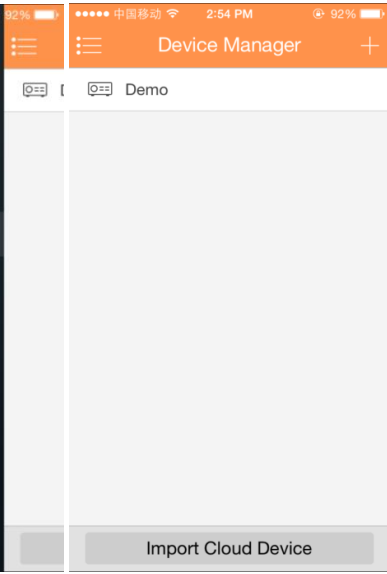 92%
中国移动 2:54 PM 92%
Device Manager
Demo
Import Cloud Device